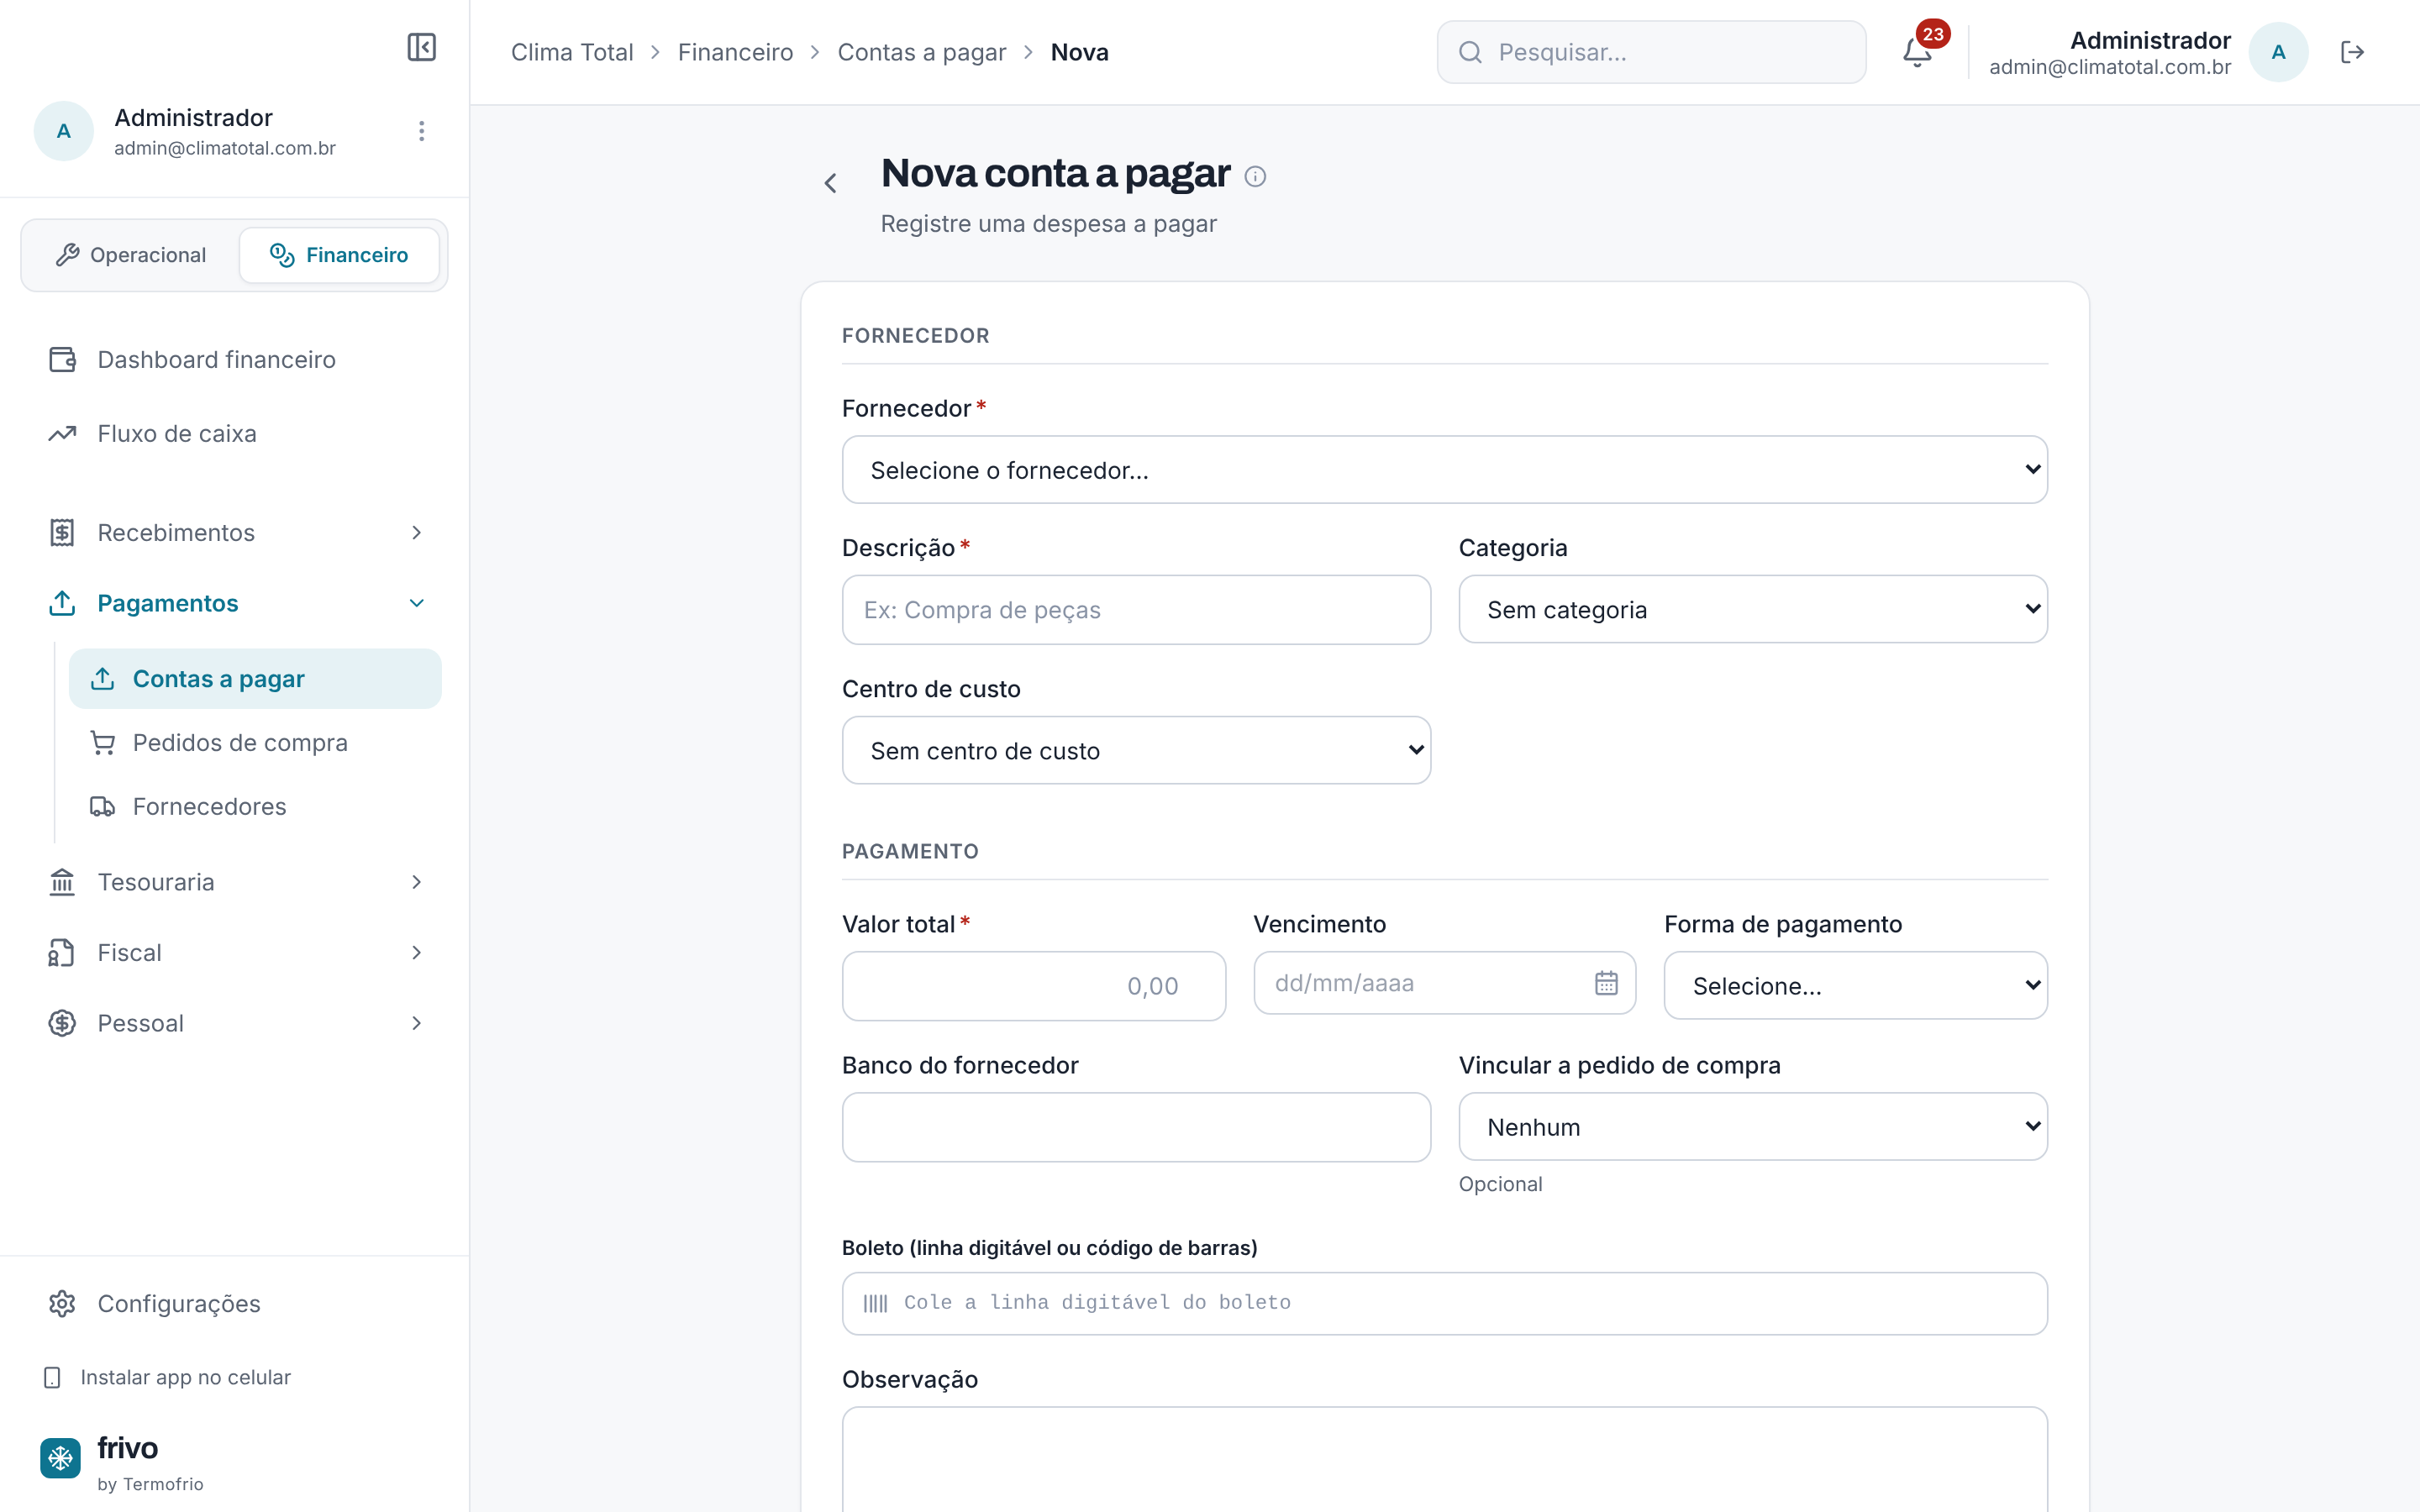 Administrador
admin@climatotal.com.br
A
Operacional
Financeiro
Dashboard financeiro
Fluxo de caixa
Recebimentos
Pagamentos
Contas a pagar
Pedidos de compra
Fornecedores
Tesouraria
Fiscal
Pessoal
Configurações
Instalar app no celular
frivo
by Termofrio
Clima Total > Financeiro > Contas a pagar > Nova
Pesquisar...
23
Administrador
admin@climatotal.com.br
A
Nova conta a pagar
Registre uma despesa a pagar
FORNECEDOR
Fornecedor*
Selecione o fornecedor...
Descrição* Categoria
Ex: Compra de peças Sem categoria
Centro de custo
Sem centro de custo
PAGAMENTO
Valor total* Vencimento Forma de pagamento
0,00 dd/mm/aaaa Selecione...
Banco do fornecedor Vincular a pedido de compra
Nenhum
Opcional
Boleto (linha digitável ou código de barras)
Cole a linha digitável do boleto
Observação